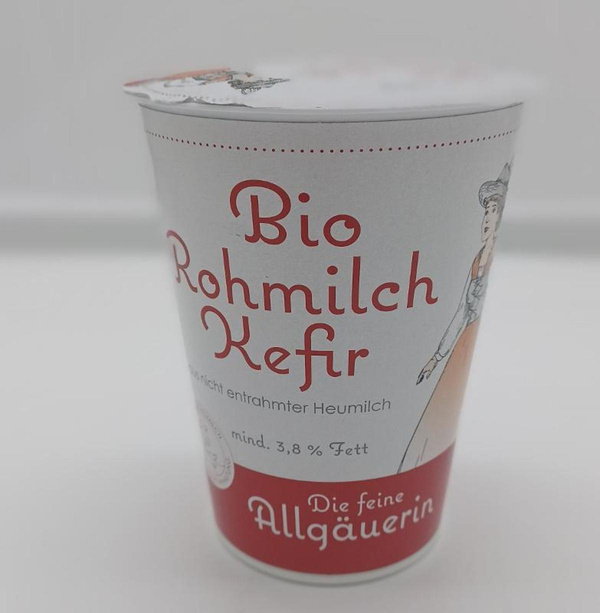 Bio
Rohmilch
Kefir
nicht entrahmter Heumilch
mind. 3,8 % Fett
Die feine
Allgäuerin